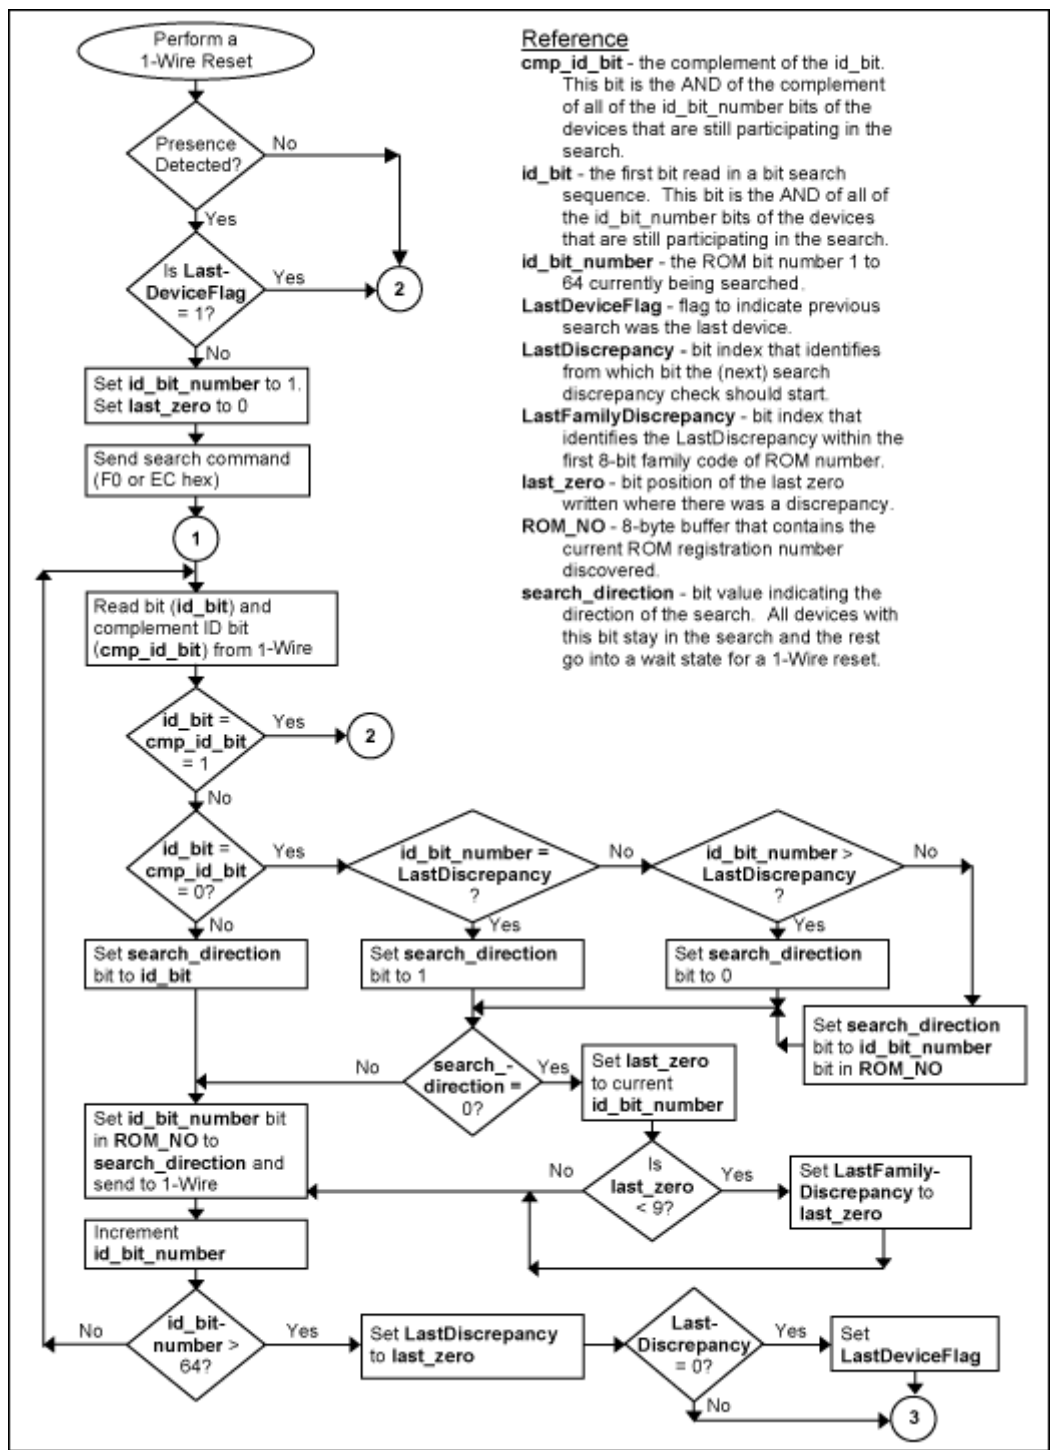 Perform a
1-Wire Reset
Presence
Detected?
No
Yes
Is Last-
DeviceFlag
= 1?
Yes
2
No
Set id_bit_number to 1.
Set last_zero to 0
Send search command
(F0 or EC hex)
1
Read bit (id_bit) and
complement ID bit
(cmp_id_bit) from 1-Wire
id_bit =
cmp_id_bit
= 1
Yes
2
No
Reference
cmp_id_bit - the complement of the id_bit.
This bit is the AND of the complement
of all of the id_bit_number bits of the
devices that are still participating in the
search.
id_bit - the first bit read in a bit search
sequence. This bit is the AND of all of
the id_bit_number bits of the devices
that are still participating in the search.
id_bit_number - the ROM bit number 1 to
64 currently being searched.
LastDeviceFlag - flag to indicate previous
search was the last device.
LastDiscrepancy - bit index that identifies
from which bit the (next) search
discrepancy check should start.
LastFamilyDiscrepancy - bit index that
identifies the LastDiscrepancy within the
first 8-bit family code of ROM number.
last_zero - bit position of the last zero
written where there was a discrepancy.
ROM_NO - 8-byte buffer that contains the
current ROM registration number
discovered.
search_direction - bit value indicating the
direction of the search. All devices with
this bit stay in the search and the rest
go into a wait state for a 1-Wire reset.
id_bit =
cmp_id_bit
= 0?
Yes
No
id_bit_number =
LastDiscrepancy
?
No
Yes
id_bit_number >
LastDiscrepancy
?
No
Yes
Set search_direction
bit to id_bit
Set search_direction
bit to 1
Set search_direction
bit to 0
Set search_direction
bit to id_bit_number
bit in ROM_NO
search_-
direction =
0?
No
Yes
Set last_zero
to current
id_bit_number
Is
last_zero
< 9?
No
Yes
Set LastFamily-
Discrepancy to
last_zero
Set id_bit_number bit
in ROM_NO to
search_direction and
send to 1-Wire
Increment
id_bit_number
id_bit-
number >
64?
No
Yes
Set LastDiscrepancy
to last_zero
Last-
Discrepancy
= 0?
Yes
No
Set
LastDeviceFlag
3